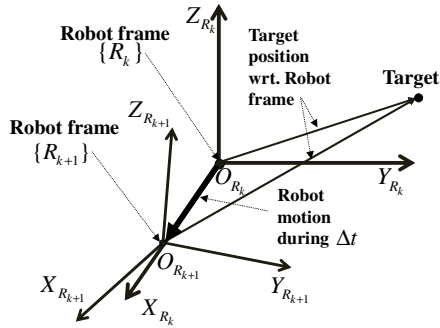 Z_{R_k}
Robot frame
{R_k}
Target
position
wrt. Robot
frame
Target
Z_{R_{k+1}}
Robot frame
{R_{k+1}}
O_{R_k}
Y_{R_k}
Robot
motion
during Δt
O_{R_{k+1}}
X_{R_{k+1}}
X_{R_k}
Y_{R_{k+1}}